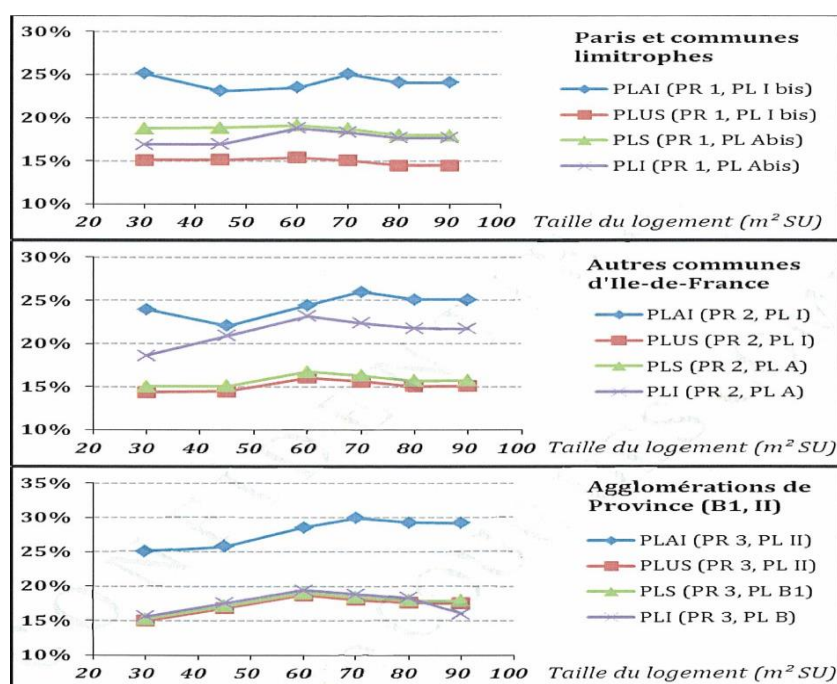 30%
25%
20%
15%
10%
20 30 40 50 60 70 80 90 100
Taille du logement (m² SU)
Paris et communes
limitrophes
PLAI (PR 1, PL I bis)
PLUS (PR 1, PL I bis)
PLS (PR 1, PL Abis)
PLI (PR 1, PL Abis)
30%
25%
20%
15%
10%
20 30 40 50 60 70 80 90 100
Taille du logement (m² SU)
Autres communes
d'Ile-de-France
PLAI (PR 2, PL I)
PLUS (PR 2, PL I)
PLS (PR 2, PL A)
PLI (PR 2, PL A)
35%
30%
25%
20%
15%
10%
20 30 40 50 60 70 80 90 100
Taille du logement (m² SU)
Agglomérations de
Province (B1, II)
PLAI (PR 3, PL II)
PLUS (PR 3, PL II)
PLS (PR 3, PL B1)
PLI (PR 3, PL B)